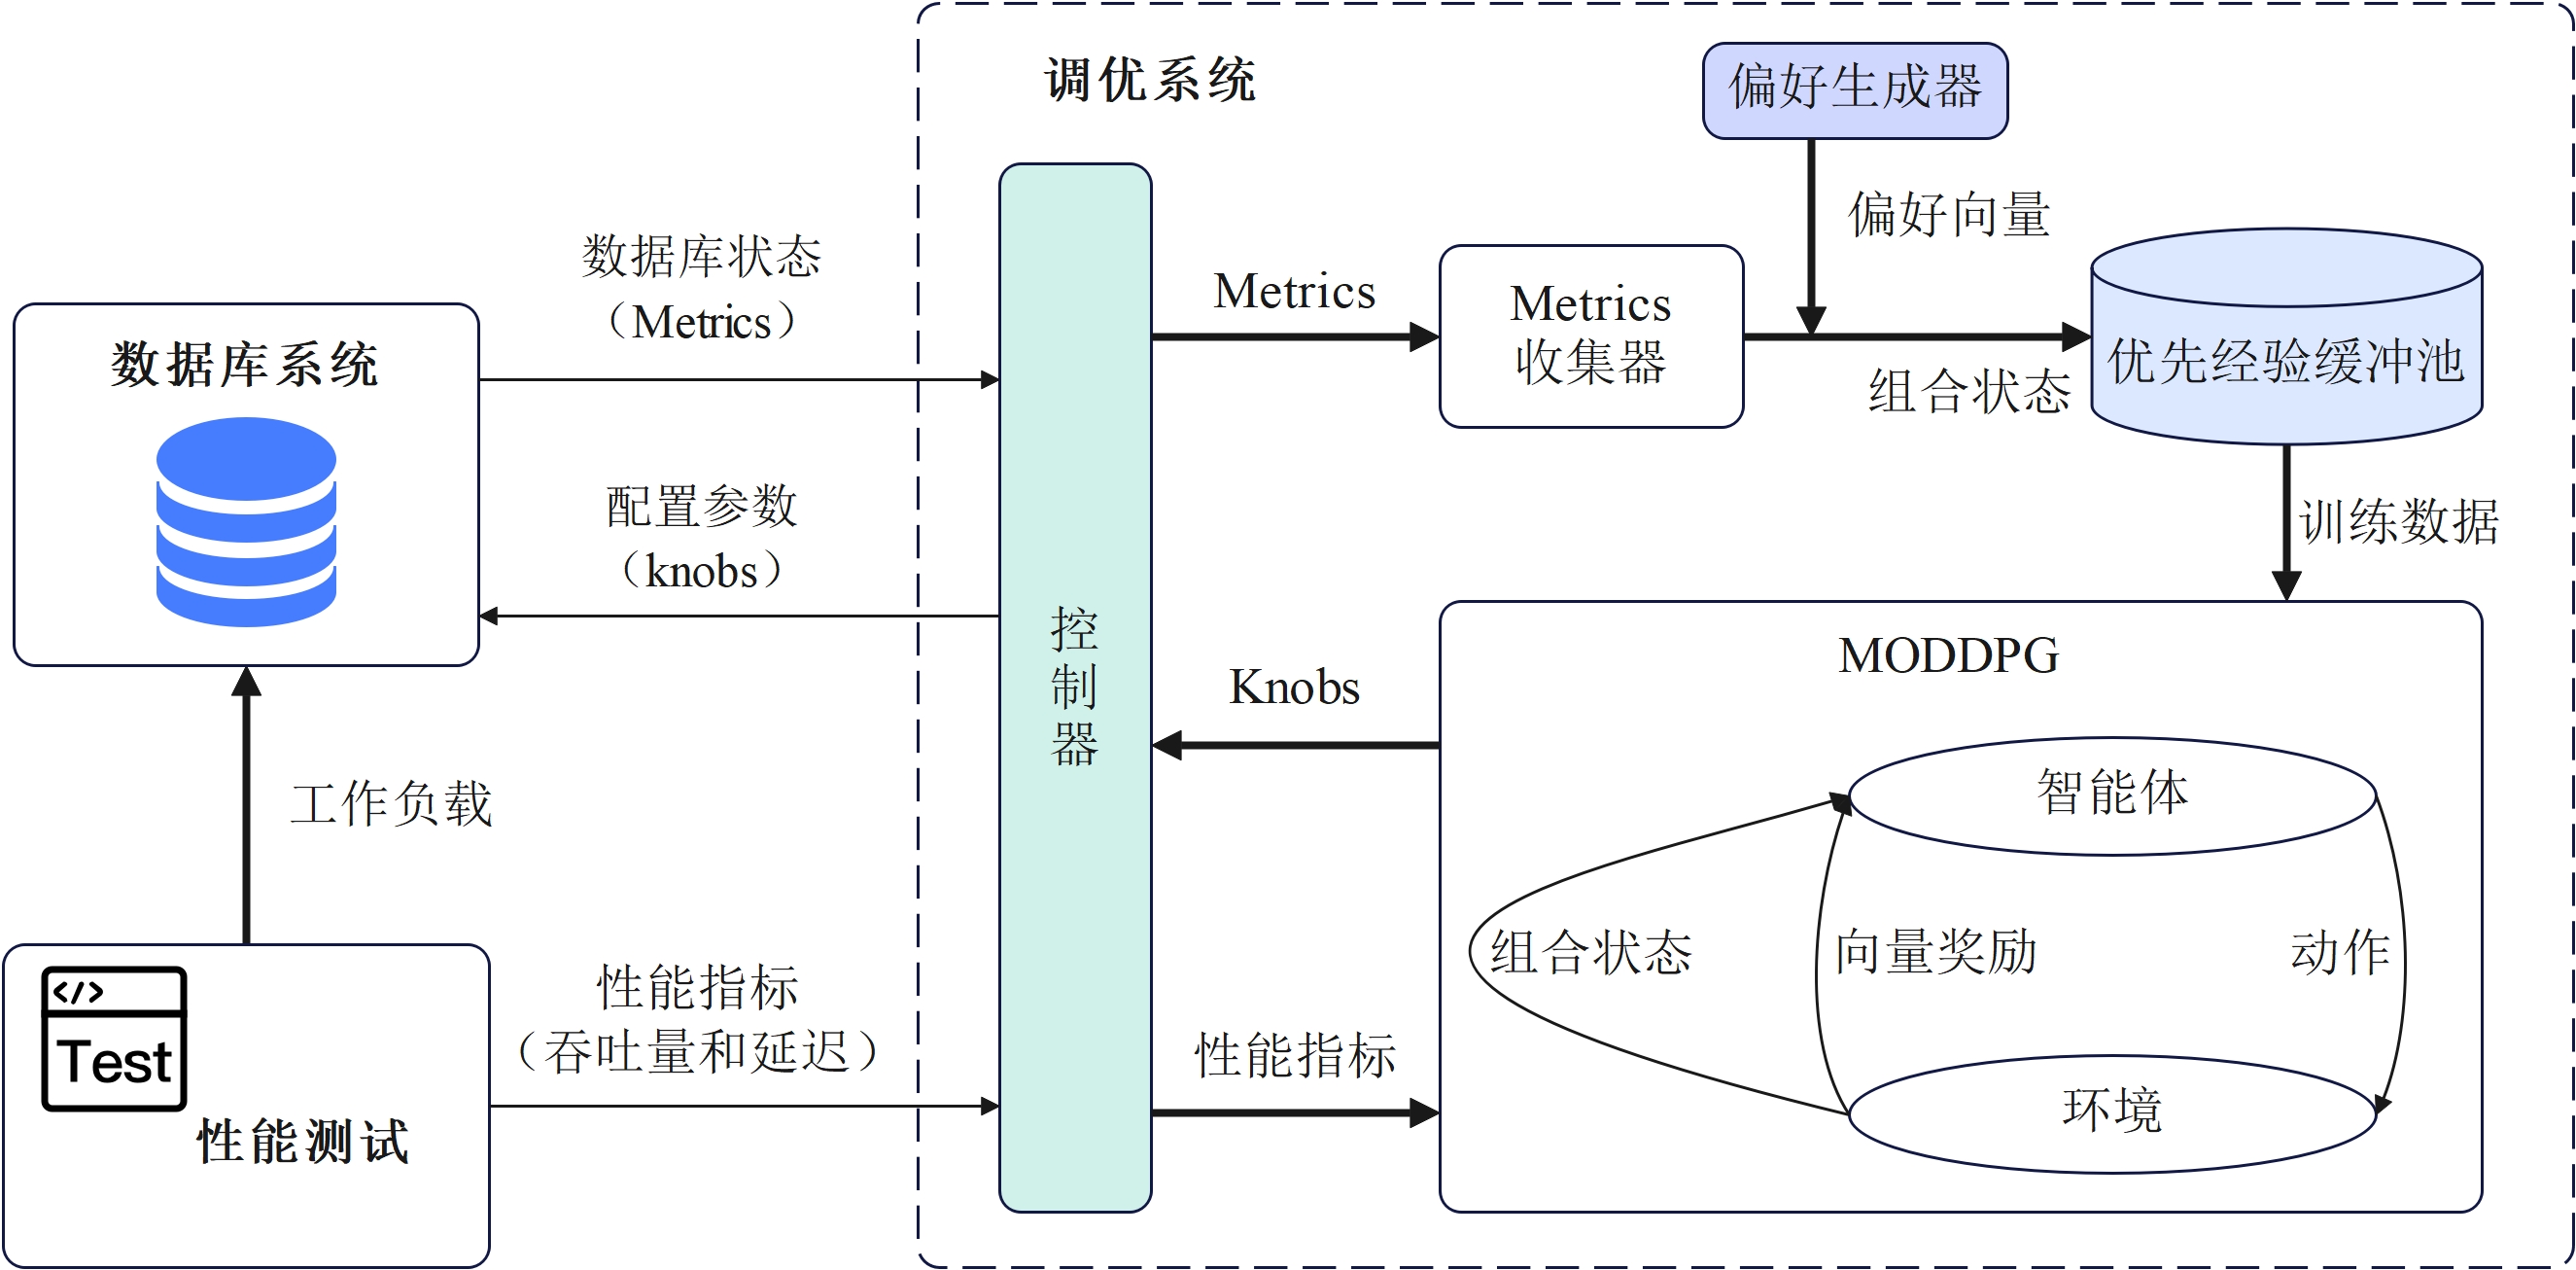 调优系统
偏好生成器
偏好向量
数据库状态
（Metrics）
Metrics
Metrics
收集器
组合状态
优先经验缓冲池
数据库系统
配置参数
（knobs）
训练数据
控
制
器
Knobs
MODDPG
智能体
工作负载
组合状态
向量奖励
动作
</>
Test
性能测试
性能指标
（吞吐量和延迟）
性能指标
环境